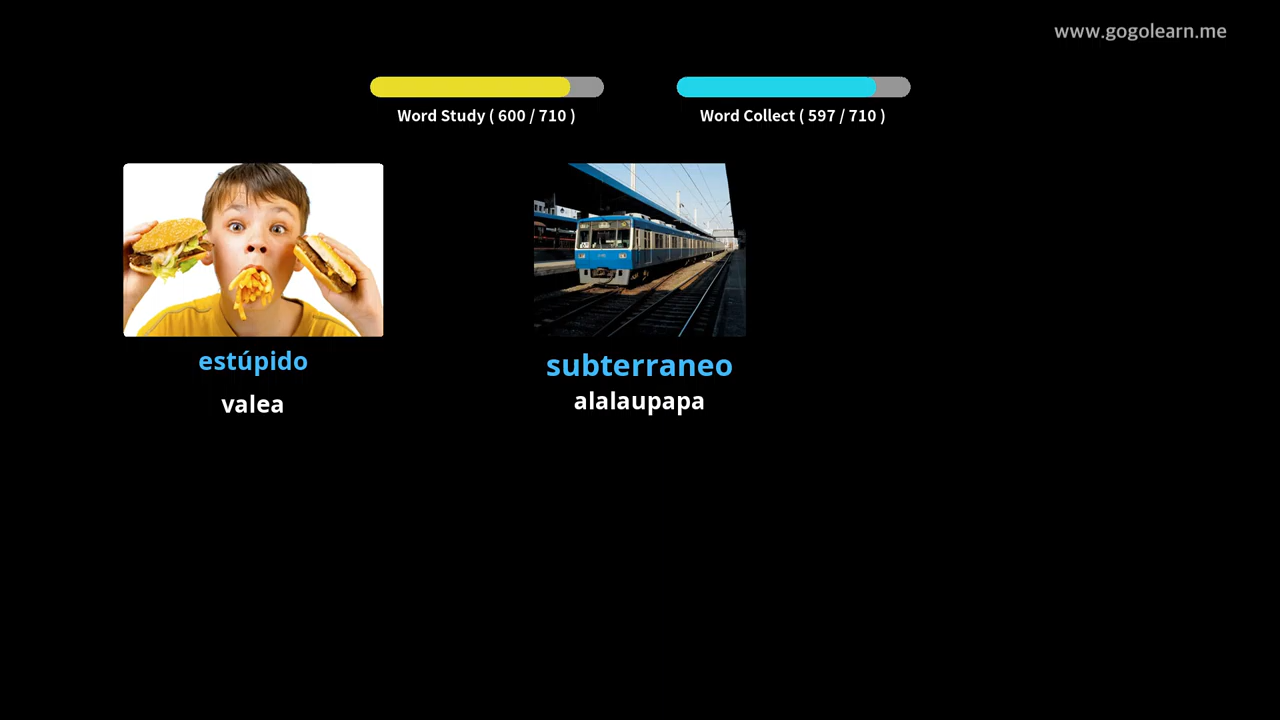 www.gogolearn.me
Word Study ( 600 / 710 )
Word Collect ( 597 / 710 )
estúpido
valea
subterraneo
alalaupapa